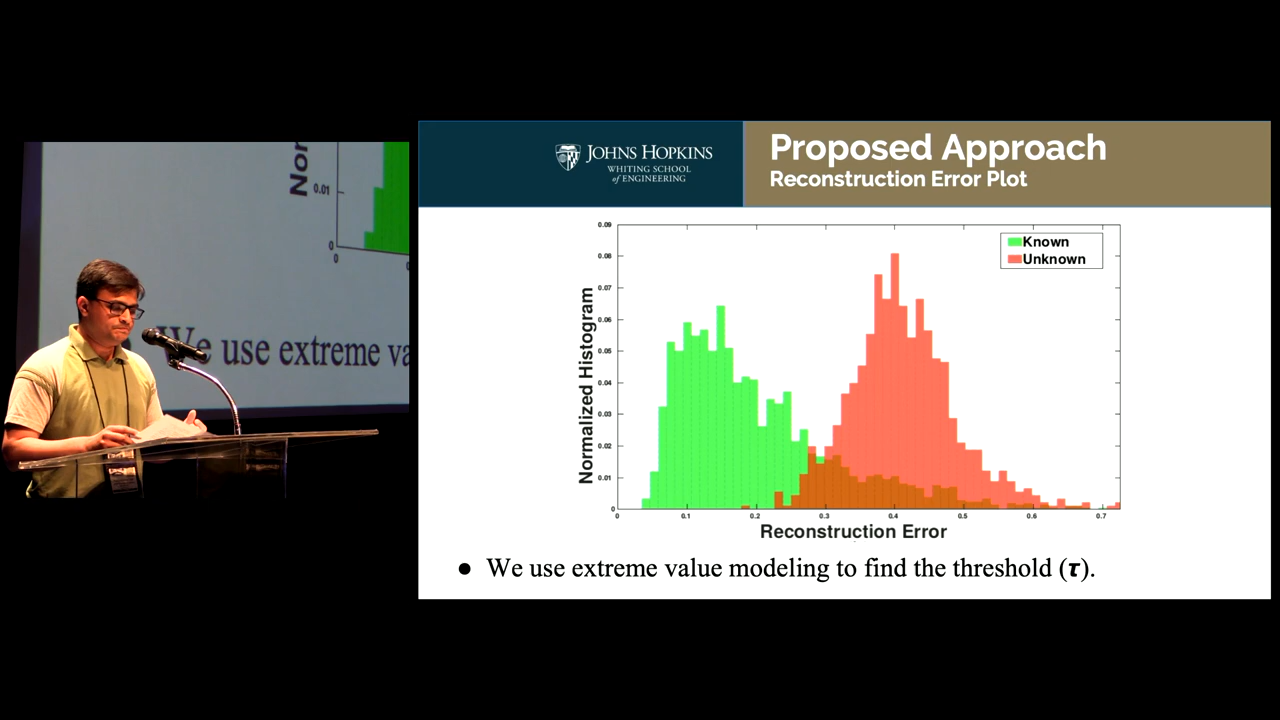 Nor
0.01
0
0
We use extreme va
JOHNS HOPKINS
WHITING SCHOOL
of ENGINEERING
Proposed Approach
Reconstruction Error Plot
0.09
0.08
0.07
0.06
0.05
0.04
0.03
0.02
0.01
0
Normalized Histogram
Known
Unknown
0 0.1 0.2 0.3 0.4 0.5 0.6 0.7
Reconstruction Error
● We use extreme value modeling to find the threshold (τ).